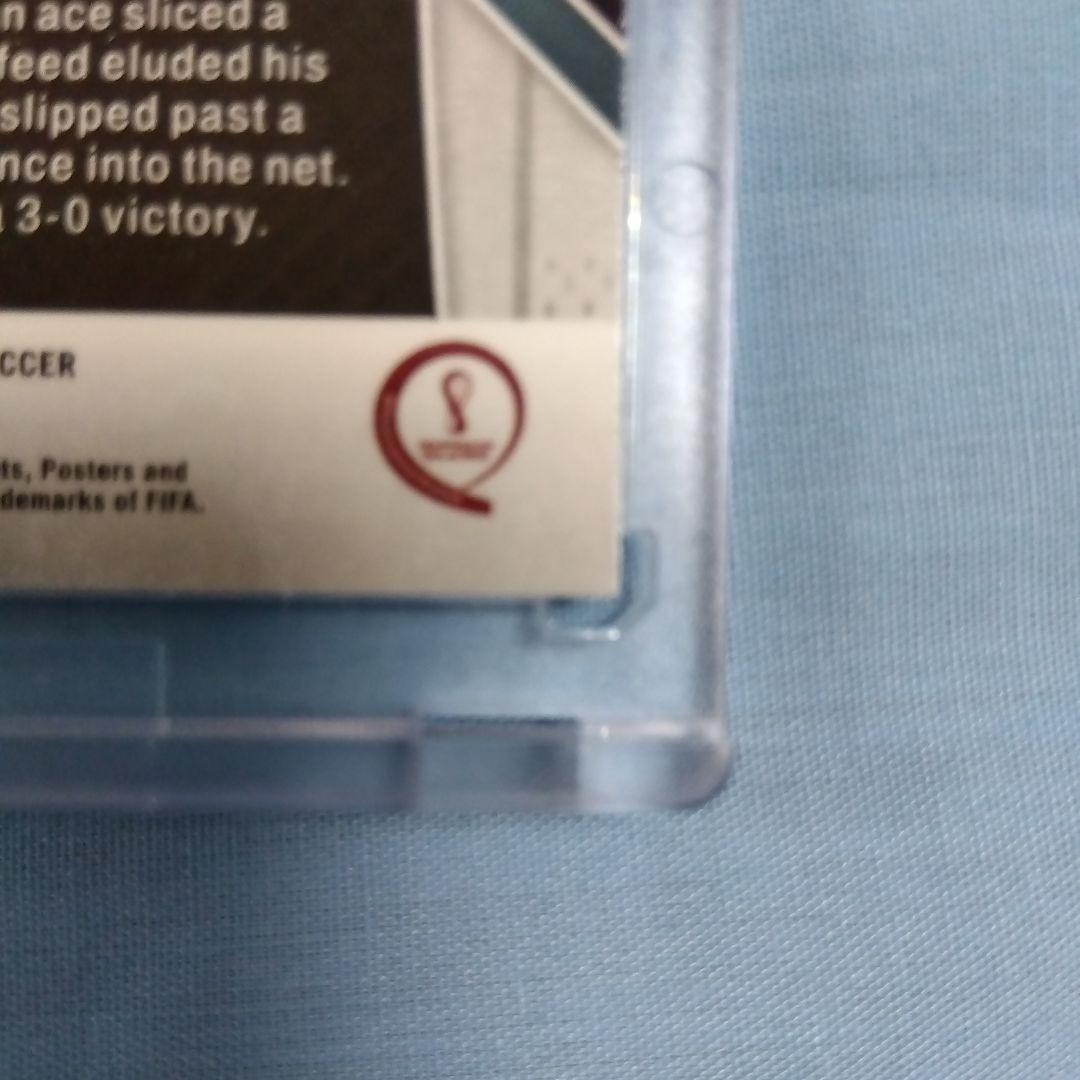 n ace sliced a
feed eluded his
slipped past a
nce into the net.
3-0 victory.
CCER
ts, Posters and
demarks of FIFA.